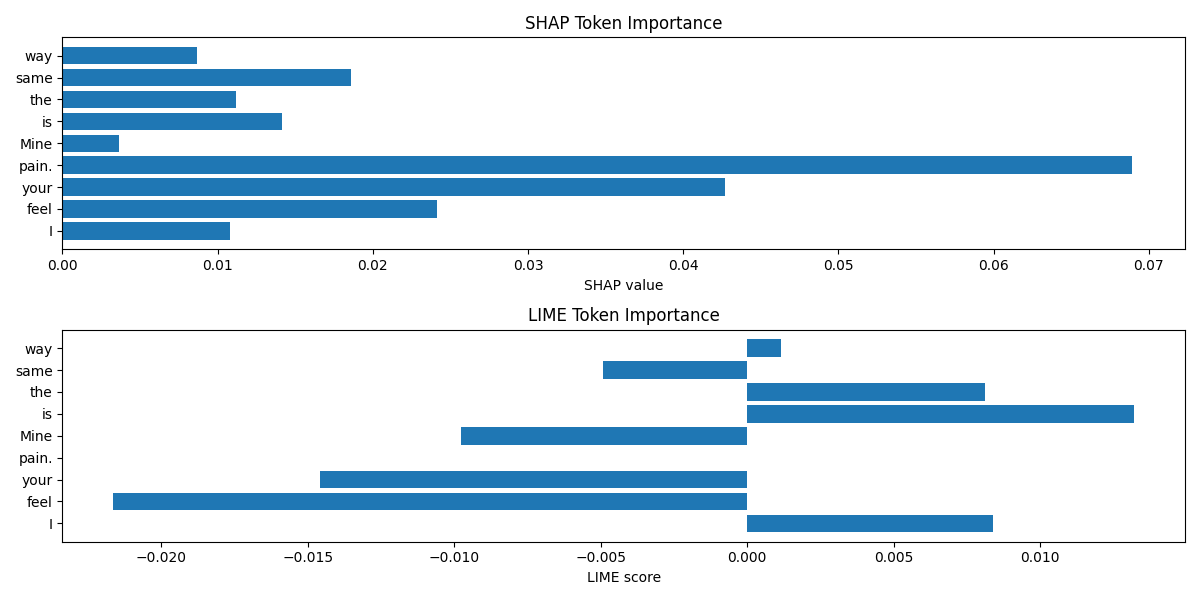 SHAP Token Importance
way
same
the
is
Mine
pain.
your
feel
I
0.00 0.01 0.02 0.03 0.04 0.05 0.06 0.07
SHAP value
LIME Token Importance
way
same
the
is
Mine
pain.
your
feel
I
−0.020 −0.015 −0.010 −0.005 0.000 0.005 0.010
LIME score